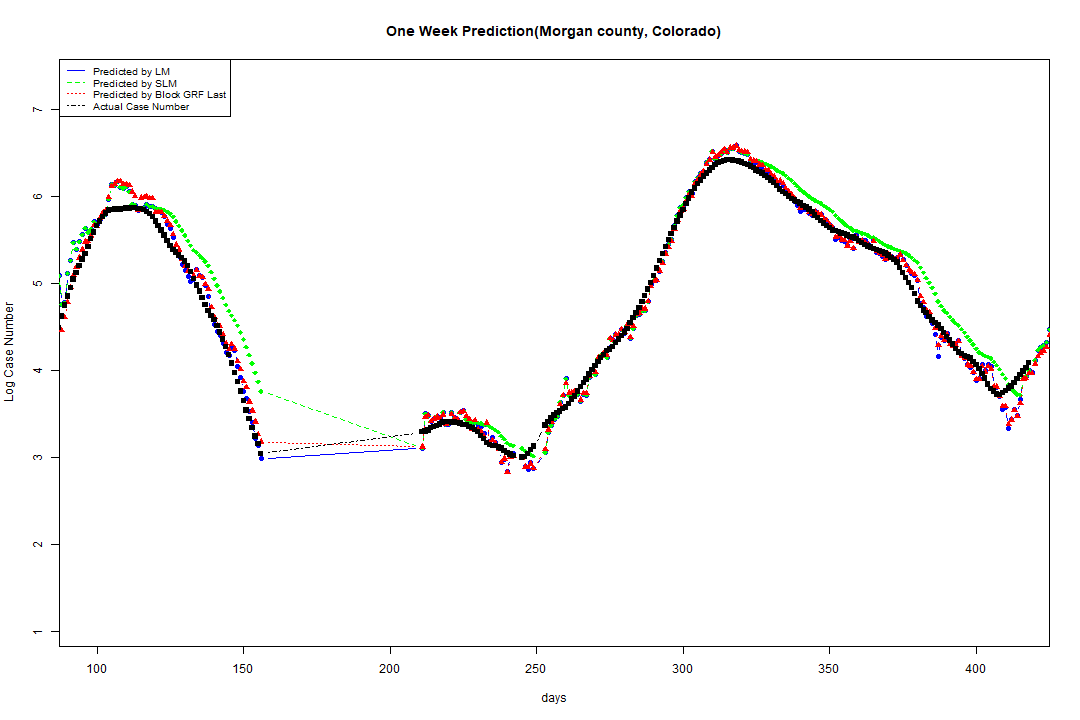 One Week Prediction(Morgan county, Colorado)
Predicted by LM
Predicted by SLM
Predicted by Block GRF Last
Actual Case Number
Log Case Number
7
6
5
4
3
2
1
100 150 200 250 300 350 400
days